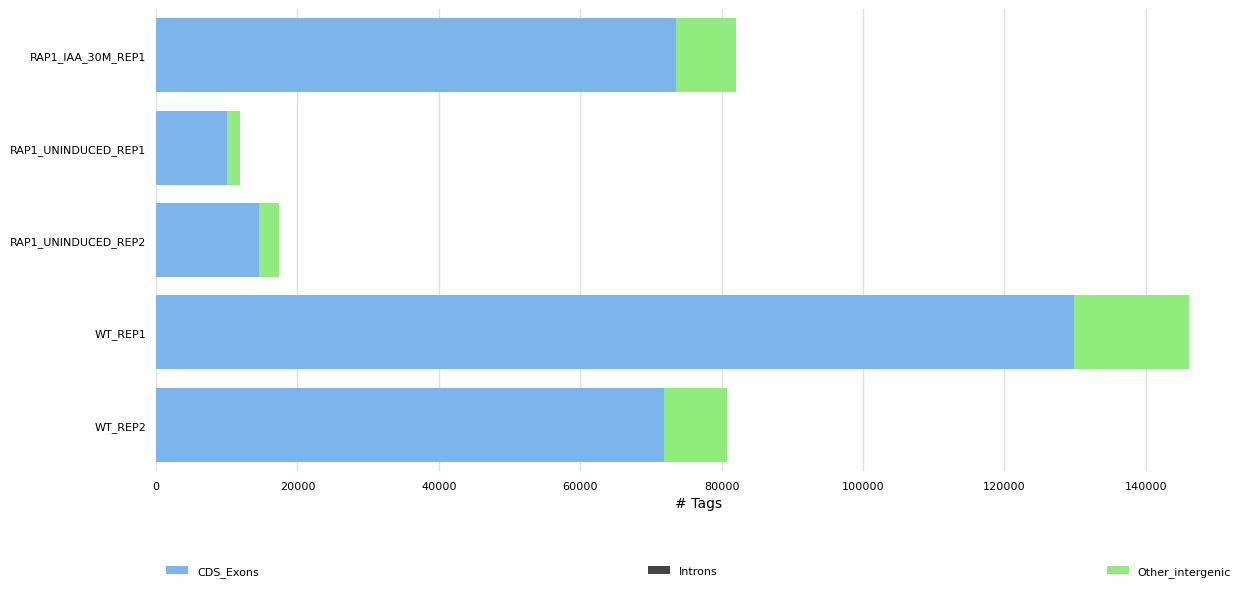 RAP1_IAA_30M_REP1
RAP1_UNINDUCED_REP1
RAP1_UNINDUCED_REP2
WT_REP1
WT_REP2
0 20000 40000 60000 80000 100000 120000 140000
# Tags
CDS_Exons Introns Other_intergenic